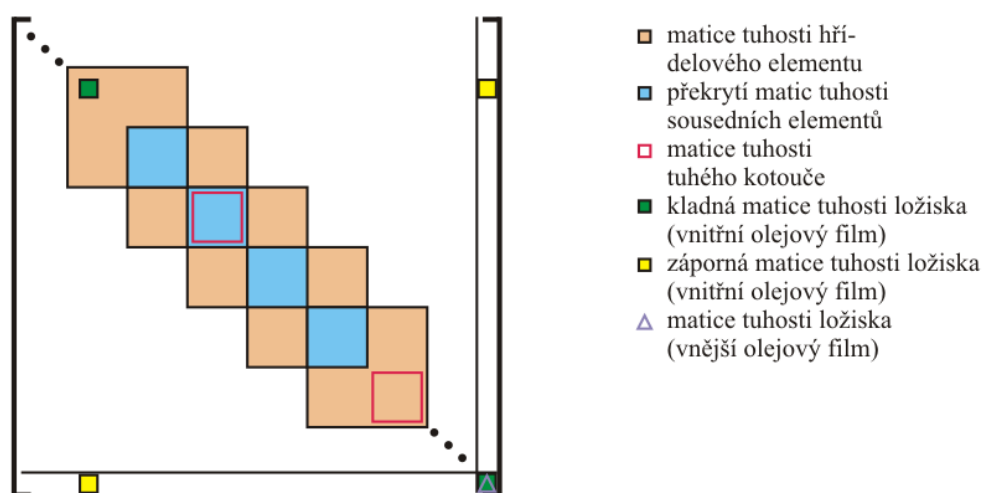 matice tuhosti hří-
delového elementu
překrytí matic tuhosti
sousedních elementů
matice tuhosti
tuhého kotouče
kladná matice tuhosti ložiska
(vnitřní olejový film)
záporná matice tuhosti ložiska
(vnitřní olejový film)
matice tuhosti ložiska
(vnější olejový film)